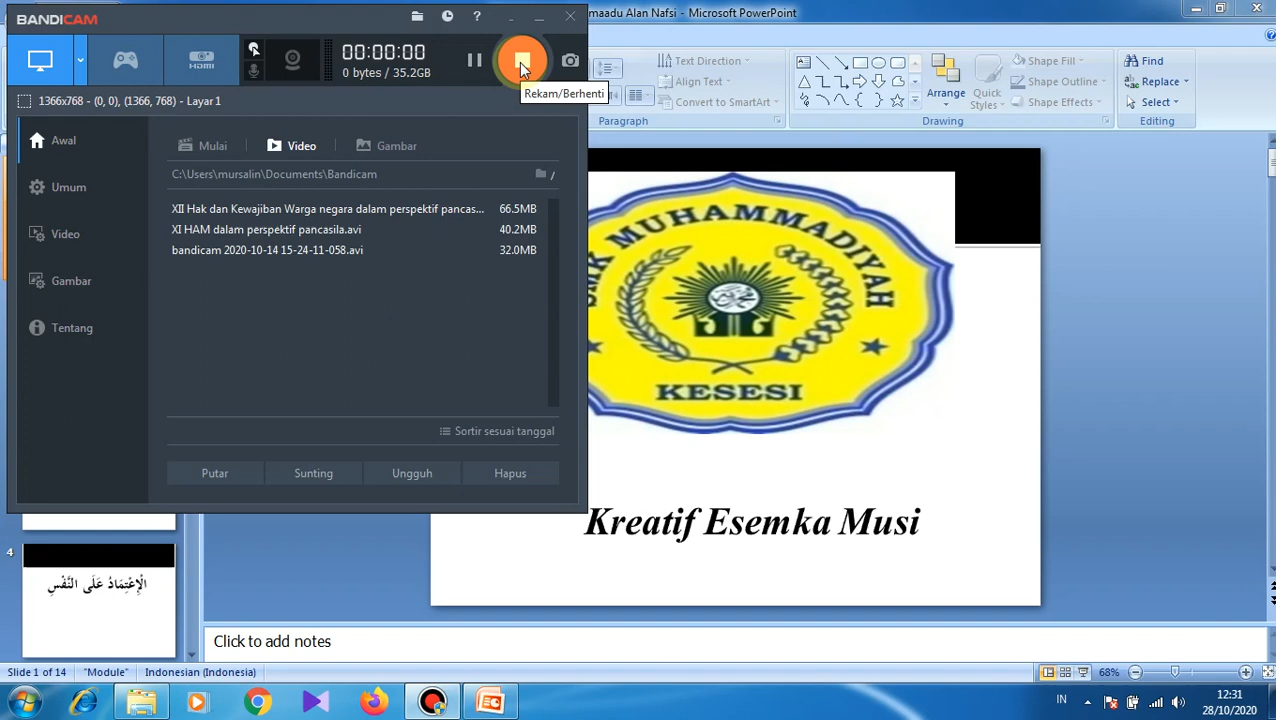 BANDICAM
maadu Alan Nafsi - Microsoft PowerPoint
?
HDMI
00:00:00
0 bytes / 35.2GB
Rekam/Berhenti
1366x768 - (0, 0), (1366, 768) - Layar 1
Awal
Umum
Video
Gambar
Tentang
Mulai
Video
Gambar
C:\Users\mursalin\Documents\Bandicam
/
XII Hak dan Kewajiban Warga negara dalam perspektif pancas... 66.5MB
XI HAM dalam perspektif pancasila.avi 40.2MB
bandicam 2020-10-14 15-24-11-058.avi 32.0MB
Sortir sesuai tanggal
Putar
Sunting
Ungguh
Hapus
Text Direction
Align Text
Convert to SmartArt
Paragraph
Arrange
Quick Styles
Shape Fill
Shape Outline
Shape Effects
Drawing
Find
Replace
Select
Editing
MUHAMMADIYAH
KESESI
Kreatif Esemka Musi
4
الْإِعْتِمَادُ عَلَى النَّفْسِ
Click to add notes
Slide 1 of 14
"Module"
Indonesian (Indonesia)
68%
IN
12:31
28/10/2020